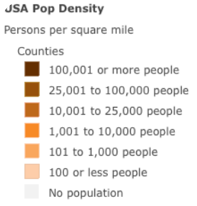 JSA Pop Density
Persons per square mile
Counties
100,001 or more people
25,001 to 100,000 people
10,001 to 25,000 people
1,001 to 10,000 people
101 to 1,000 people
100 or less people
No population